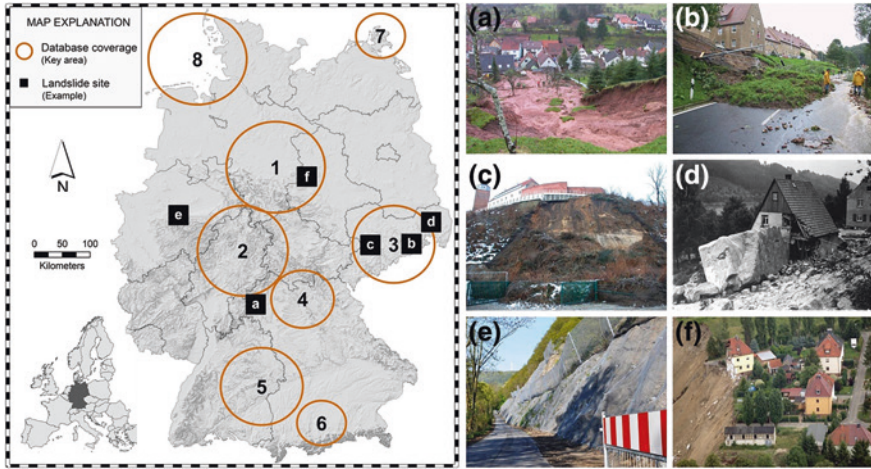 MAP EXPLANATION
Database coverage
(Key area)
Landslide site
(Example)
N
0 50 100
Kilometers
8
7
1
f
e
2
d
c
3
b
4
a
5
6
(a)
(b)
(c)
(d)
(e)
(f)